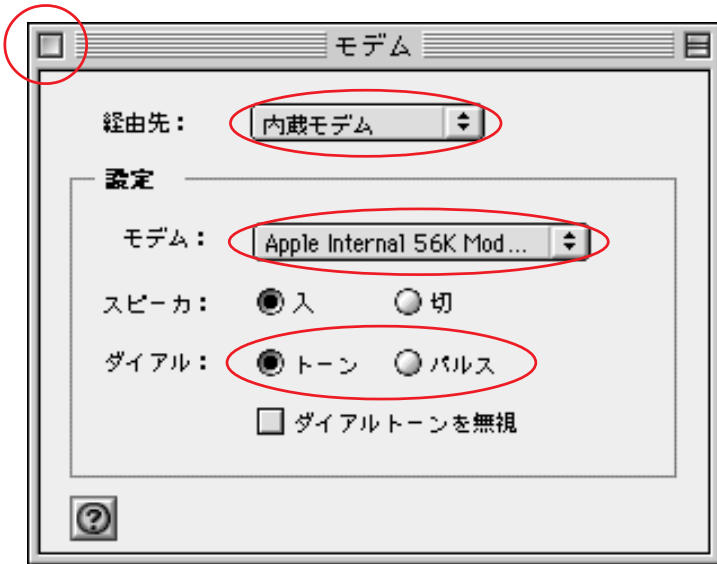 モデム
経由先： 内蔵モデム
設定
モデム： Apple Internal 56K Mod...
スピーカ： 入 切
ダイアル： トーン パルス
ダイアルトーンを無視
?